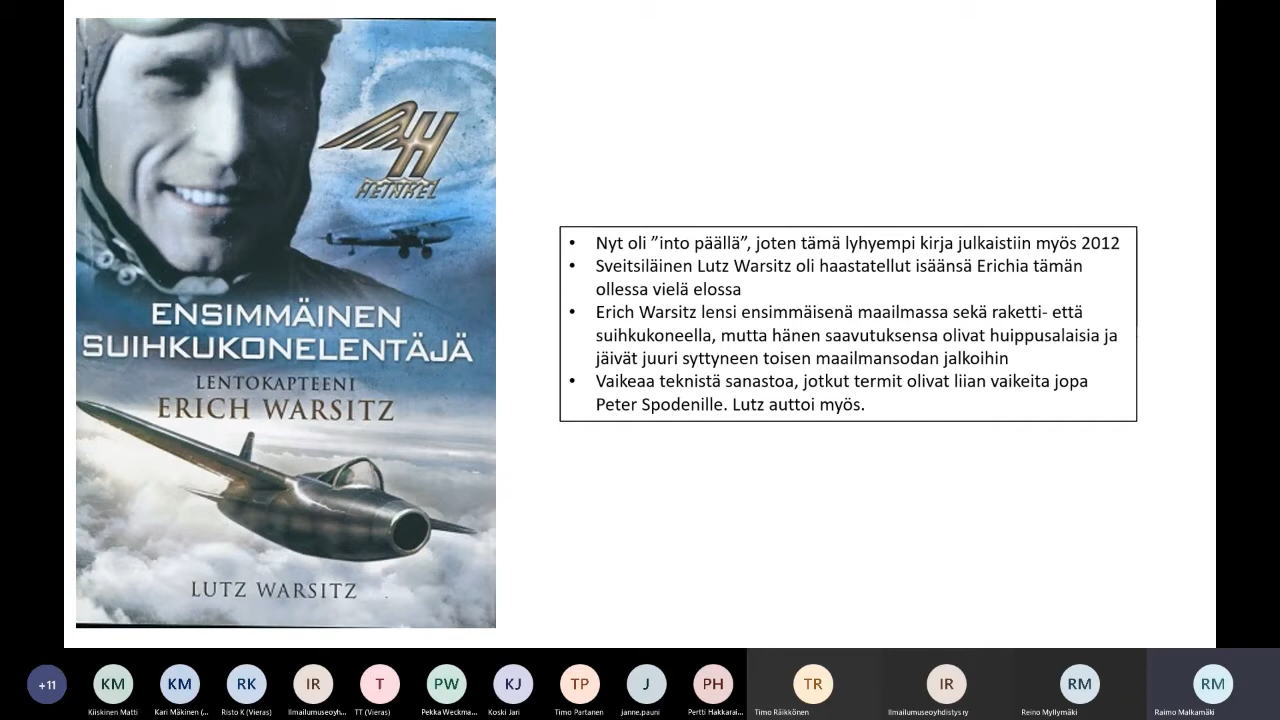 HEINKEL
ENSIMMÄINEN
SUIHKUKONELENTÄJÄ
LENTOKAPTEENI
ERICH WARSITZ
LUTZ WARSITZ
• Nyt oli ”into päällä”, joten tämä lyhyempi kirja julkaistiin myös 2012
• Sveitsiläinen Lutz Warsitz oli haastatellut isäänsä Erichia tämän
ollessa vielä elossa
• Erich Warsitz lensi ensimmäisenä maailmassa sekä raketti- että
suihkukoneella, mutta hänen saavutuksensa olivat huippusalaisia ja
jäivät juuri syttyneen toisen maailmansodan jalkoihin
• Vaikeaa teknistä sanastoa, jotkut termit olivat liian vaikeita jopa
Peter Spodenille. Lutz auttoi myös.
+11 KM KM RK IR T PW KJ TP J PH TR IR RM RM
Kiiskinen Matti Kari Mäkinen (... Risto K (Vieras) Ilmailumuseoyh... TT (Vieras) Pekka Weckma... Koski Jari Timo Partanen janne.pauni Pertti Hakkarai... Timo Räikkönen Ilmailumuseoyhdistys ry Reino Myllymäki Raimo Malkamäki